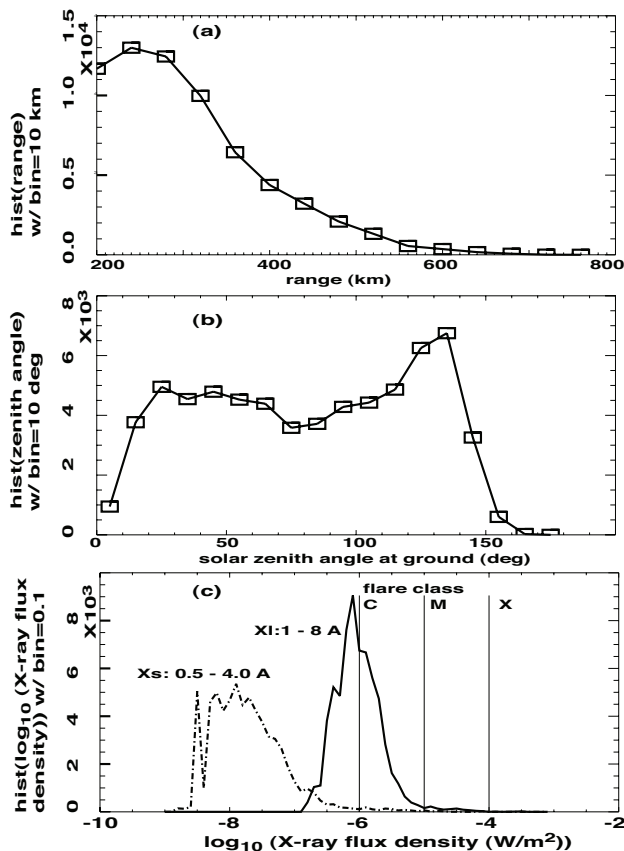 (a)
X10⁴
1.5
1.0
0.5
0.0
hist(range)
w/ bin=10 km
200 400 600 800
range (km)
(b)
X10³
8
6
4
2
0
hist(zenith angle)
w/ bin=10 deg
0 50 100 150
solar zenith angle at ground (deg)
(c)
flare class
C M X
Xl:1 - 8 A
Xs: 0.5 - 4.0 A
X10³
8
6
4
2
0
hist(log₁₀ (X-ray flux
density)) w/ bin=0.1
-10 -8 -6 -4 -2
log₁₀ (X-ray flux density (W/m²))